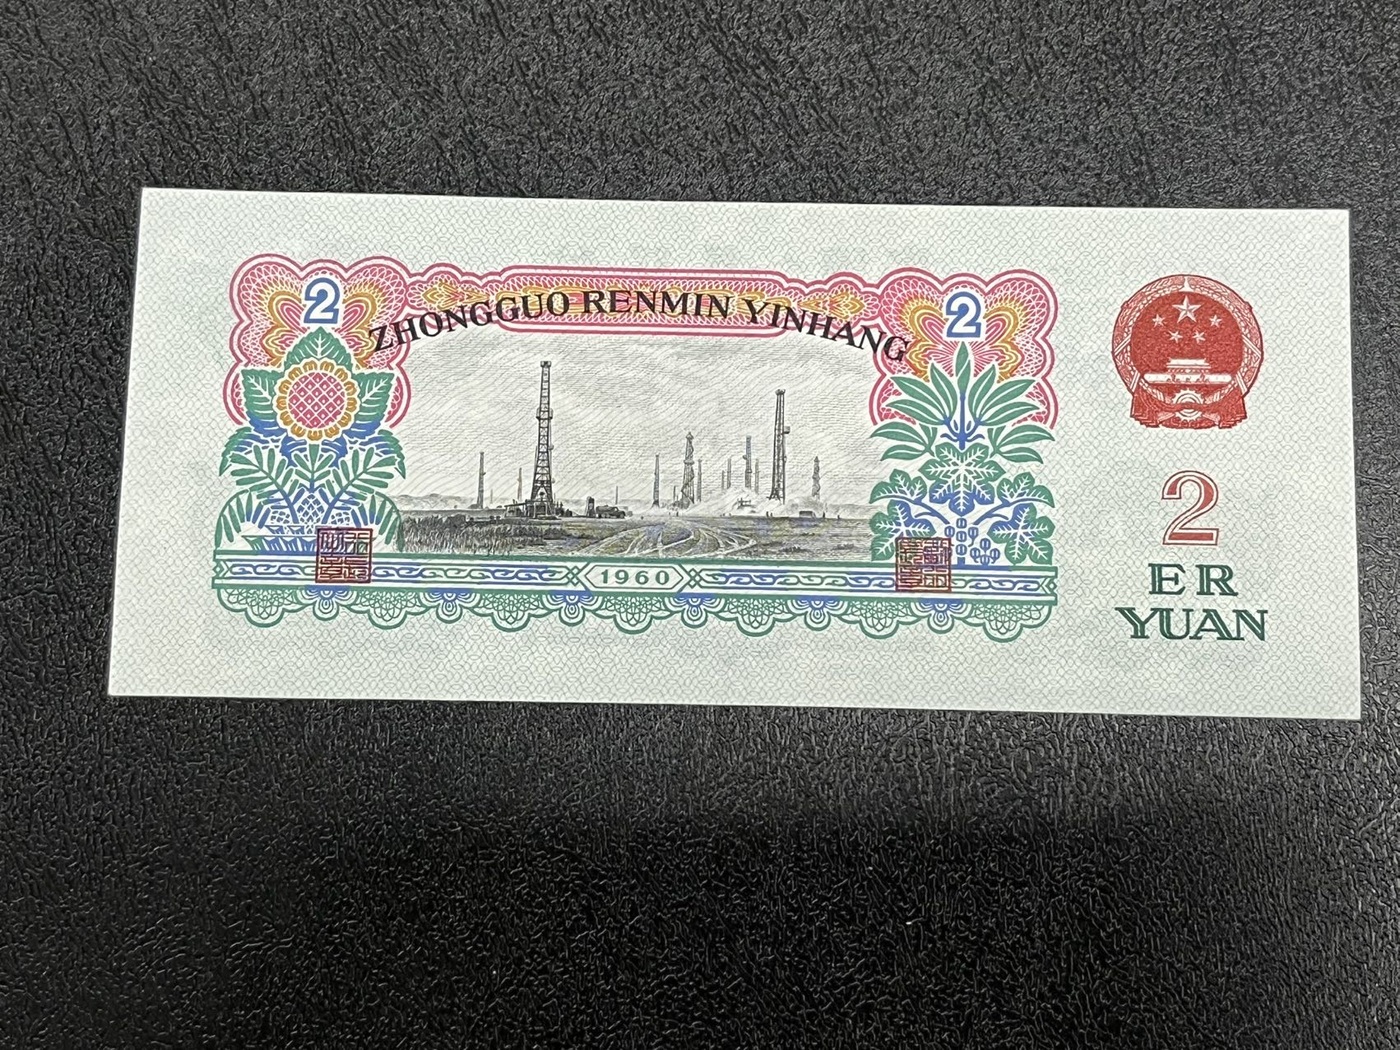 2
2
ZHONGGUO RENMIN YINHANG
1960
2
ER
YUAN